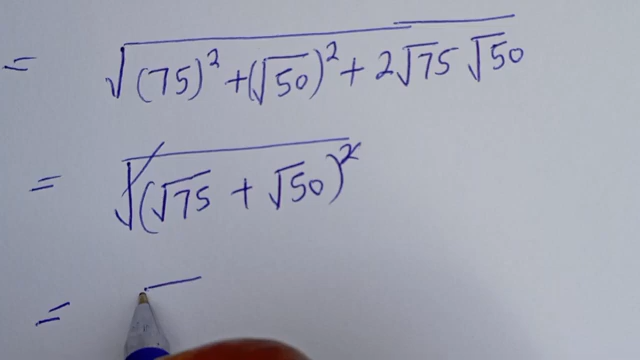 = √((75)² + (√50)² + 2√75 √50)
= √((√75 + √50)²)
=